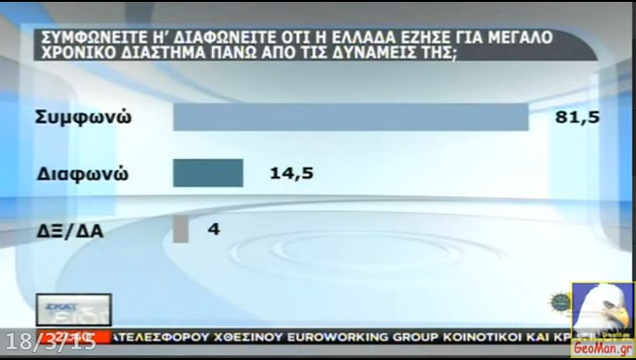 ΣΥΜΦΩΝΕΙΤΕ Η' ΔΙΑΦΩΝΕΙΤΕ ΟΤΙ Η ΕΛΛΑΔΑ ΕΖΗΣΕ ΓΙΑ ΜΕΓΑΛΟ
ΧΡΟΝΙΚΟ ΔΙΑΣΤΗΜΑ ΠΑΝΩ ΑΠΟ ΤΙΣ ΔΥΝΑΜΕΙΣ ΤΗΣ;
Συμφωνώ 81,5
Διαφωνώ 14,5
ΔΞ/ΔΑ 4
ΣΚΑΪ
ΑΤΕΛΕΣΦΟΡΟΥ ΧΘΕΣΙΝΟΥ EUROWORKING GROUP ΚΟΙΝΟΤΙΚΟΙ ΚΑΙ
18/3/15
GeoMan.gr